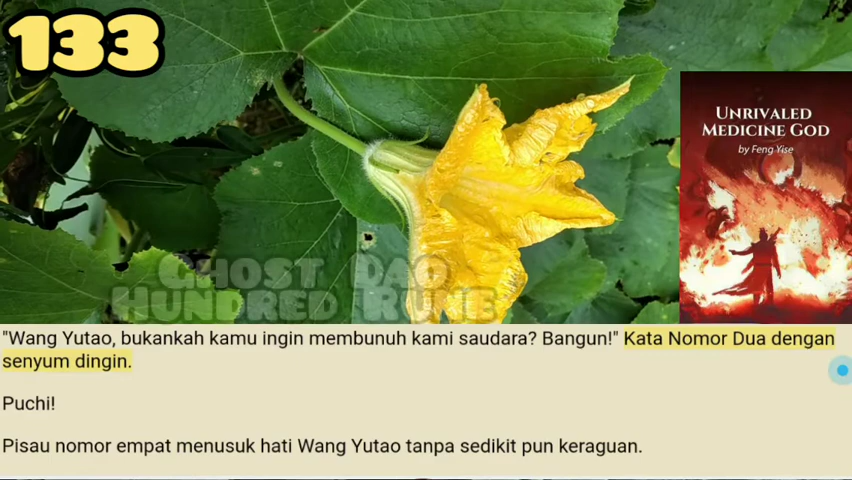 133
UNRIVALED
MEDICINE GOD
by Feng Yise
GHOST DAO
HUNDRED RUNE
"Wang Yutao, bukankah kamu ingin membunuh kami saudara? Bangun!" Kata Nomor Dua dengan
senyum dingin.
Puchi!
Pisau nomor empat menusuk hati Wang Yutao tanpa sedikit pun keraguan.